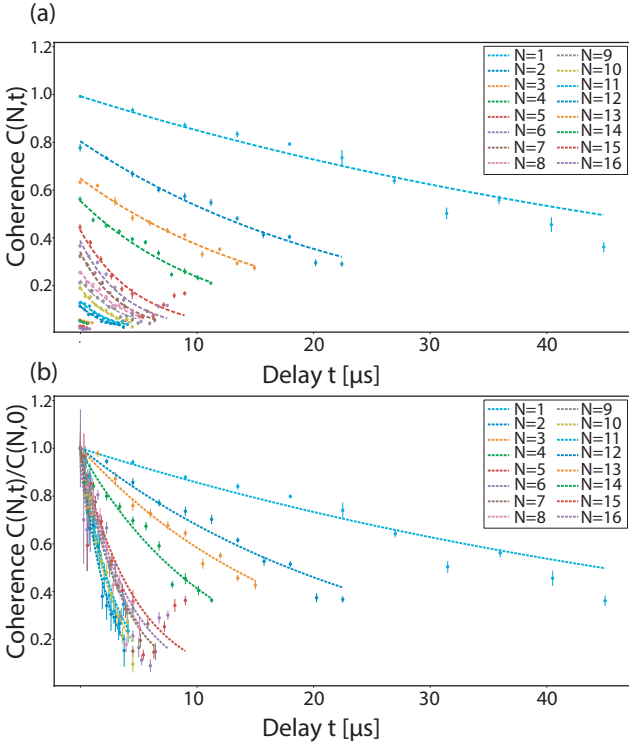 (a)
1.2
1.0
0.8
0.6
0.4
0.2
Coherence C(N,t)
N=1 N=9
N=2 N=10
N=3 N=11
N=4 N=12
N=5 N=13
N=6 N=14
N=7 N=15
N=8 N=16
10 20 30 40
Delay t [μs]
(b)
1.2
1.0
0.8
0.6
0.4
0.2
Coherence C(N,t)/C(N,0)
N=1 N=9
N=2 N=10
N=3 N=11
N=4 N=12
N=5 N=13
N=6 N=14
N=7 N=15
N=8 N=16
10 20 30 40
Delay t [μs]